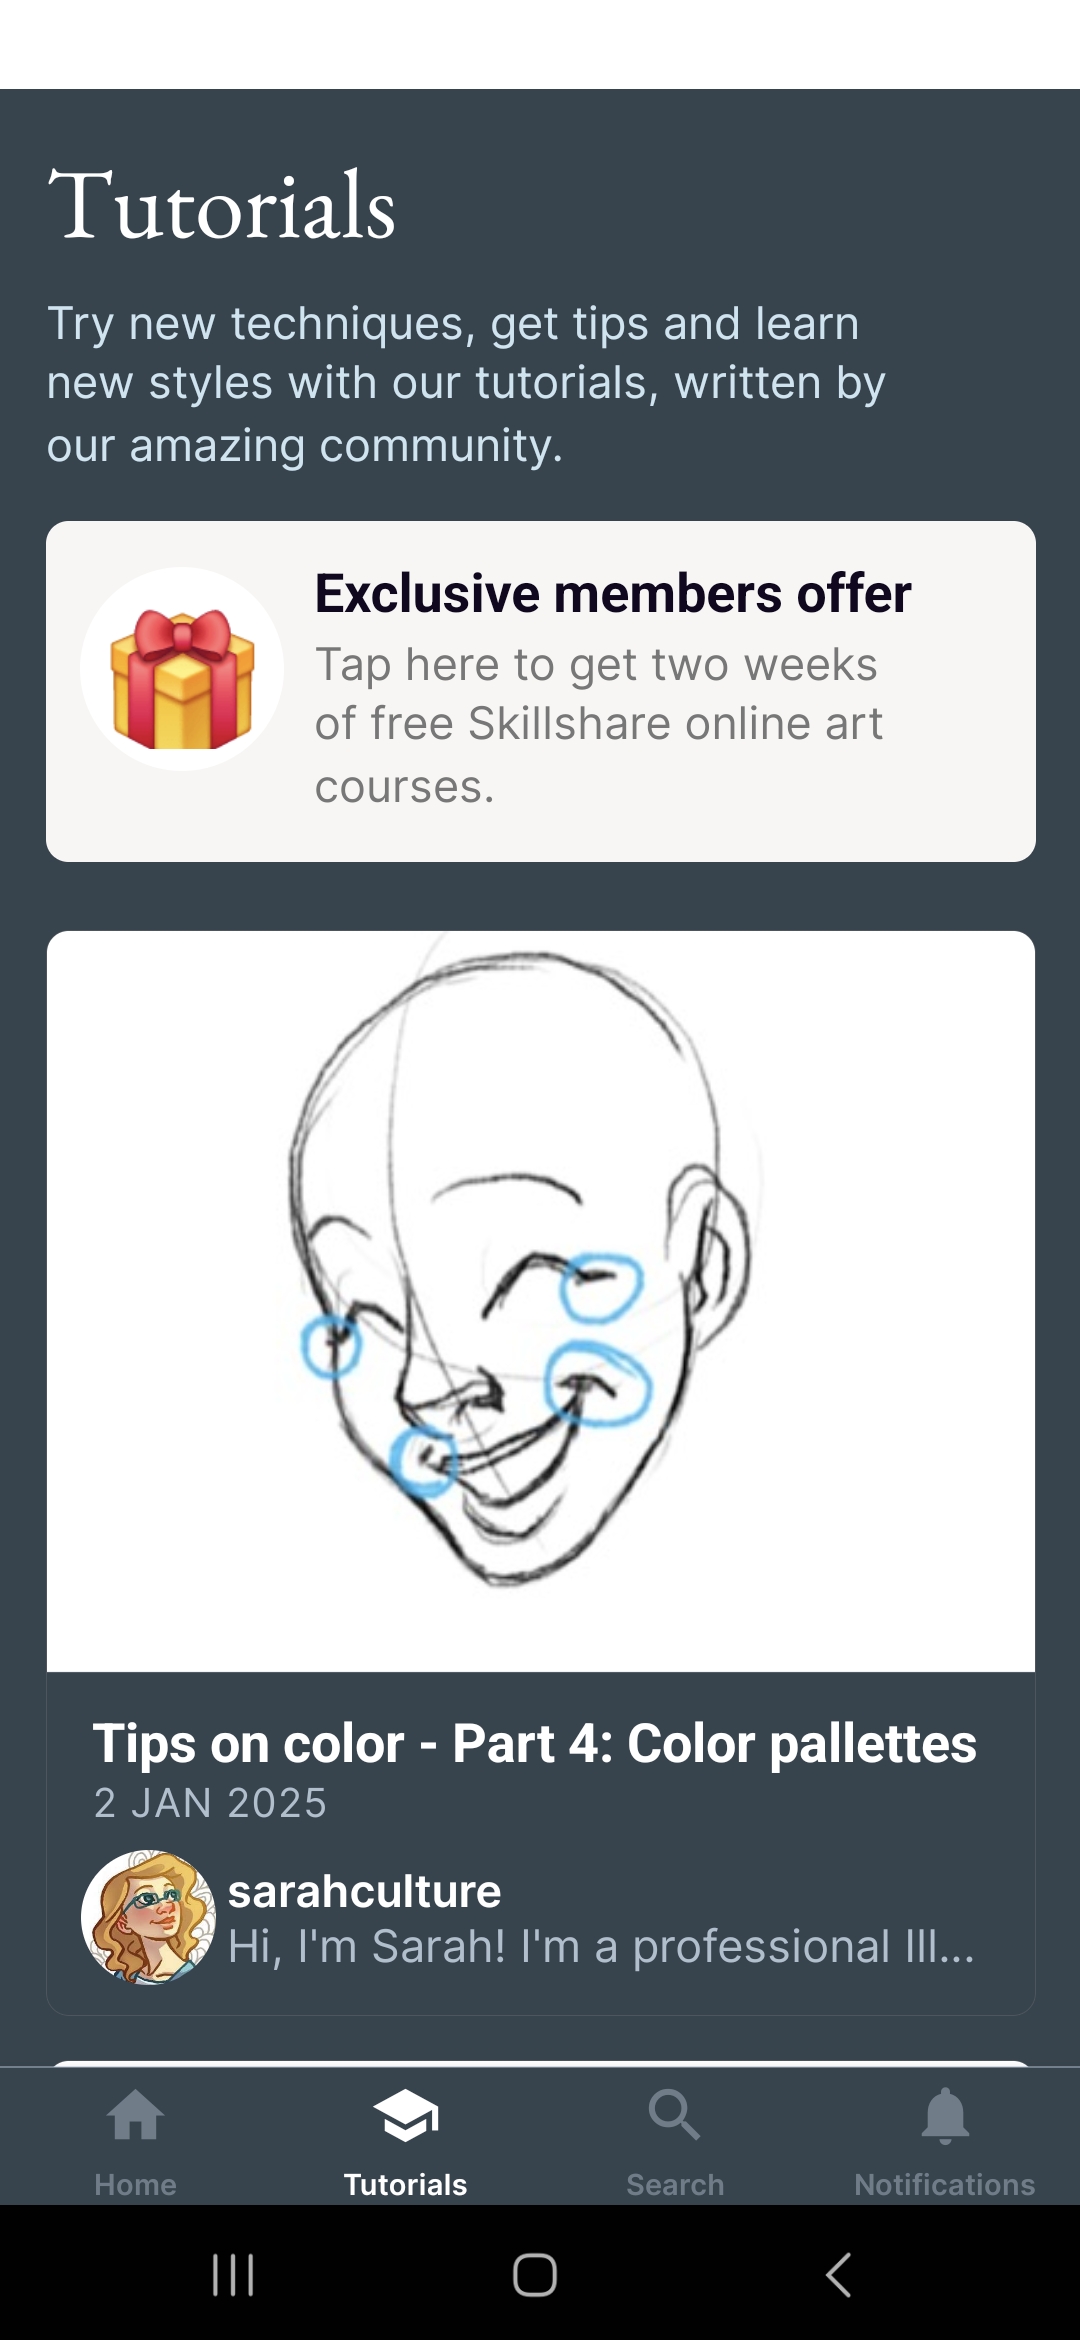 Tutorials
Try new techniques, get tips and learn
new styles with our tutorials, written by
our amazing community.
Exclusive members offer
Tap here to get two weeks
of free Skillshare online art
courses.
Tips on color - Part 4: Color pallettes
2 JAN 2025
sarahculture
Hi, I'm Sarah! I'm a professional Ill...
Home
Tutorials
Search
Notifications